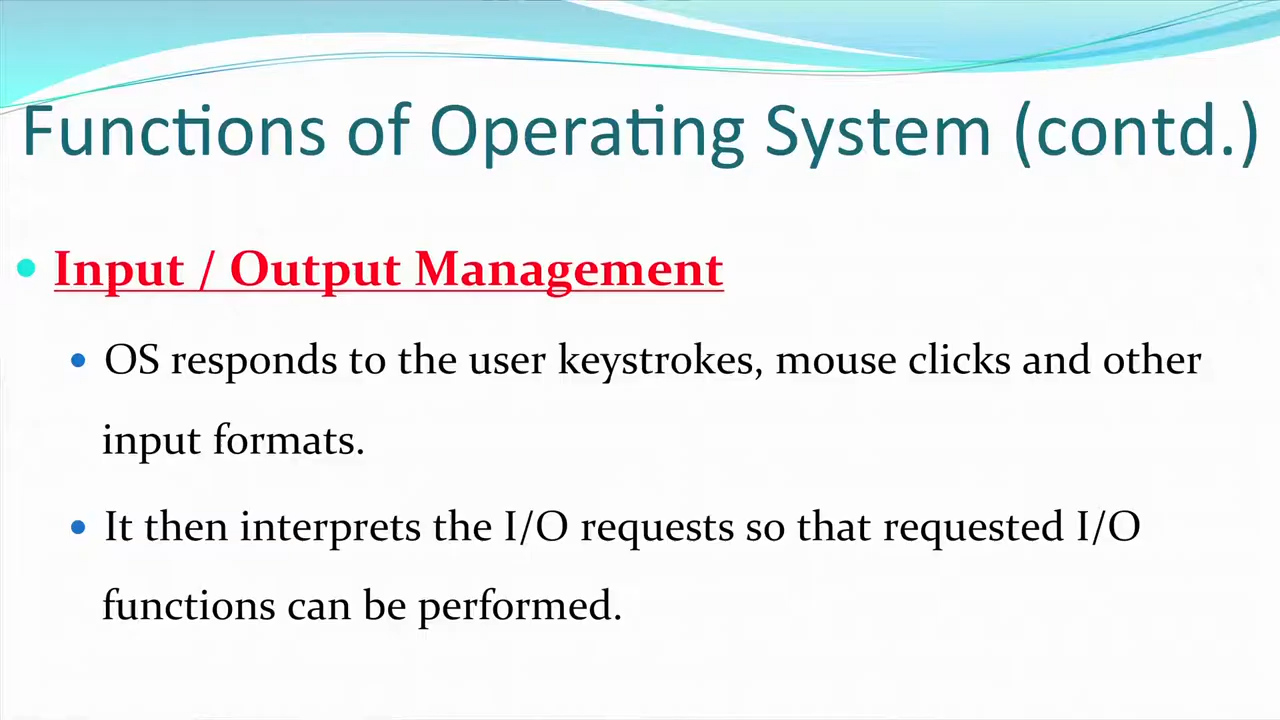 Functions of Operating System (contd.)
Input / Output Management
OS responds to the user keystrokes, mouse clicks and other
input formats.
It then interprets the I/O requests so that requested I/O
functions can be performed.